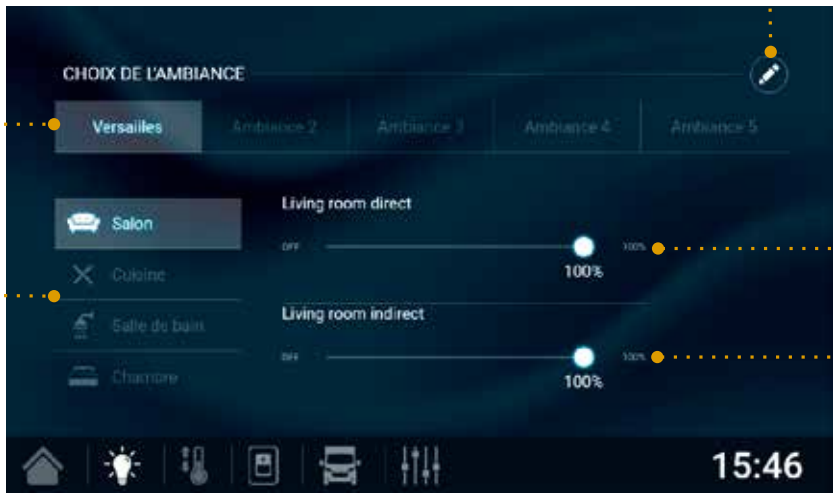 CHOIX DE L'AMBIANCE
Versailles Ambiance 2 Ambiance 3 Ambiance 4 Ambiance 5
Living room direct
Salon
OFF 100%
100%
Cuisine
Living room indirect
Salle de bain
OFF 100%
Chambre
100%
15:46